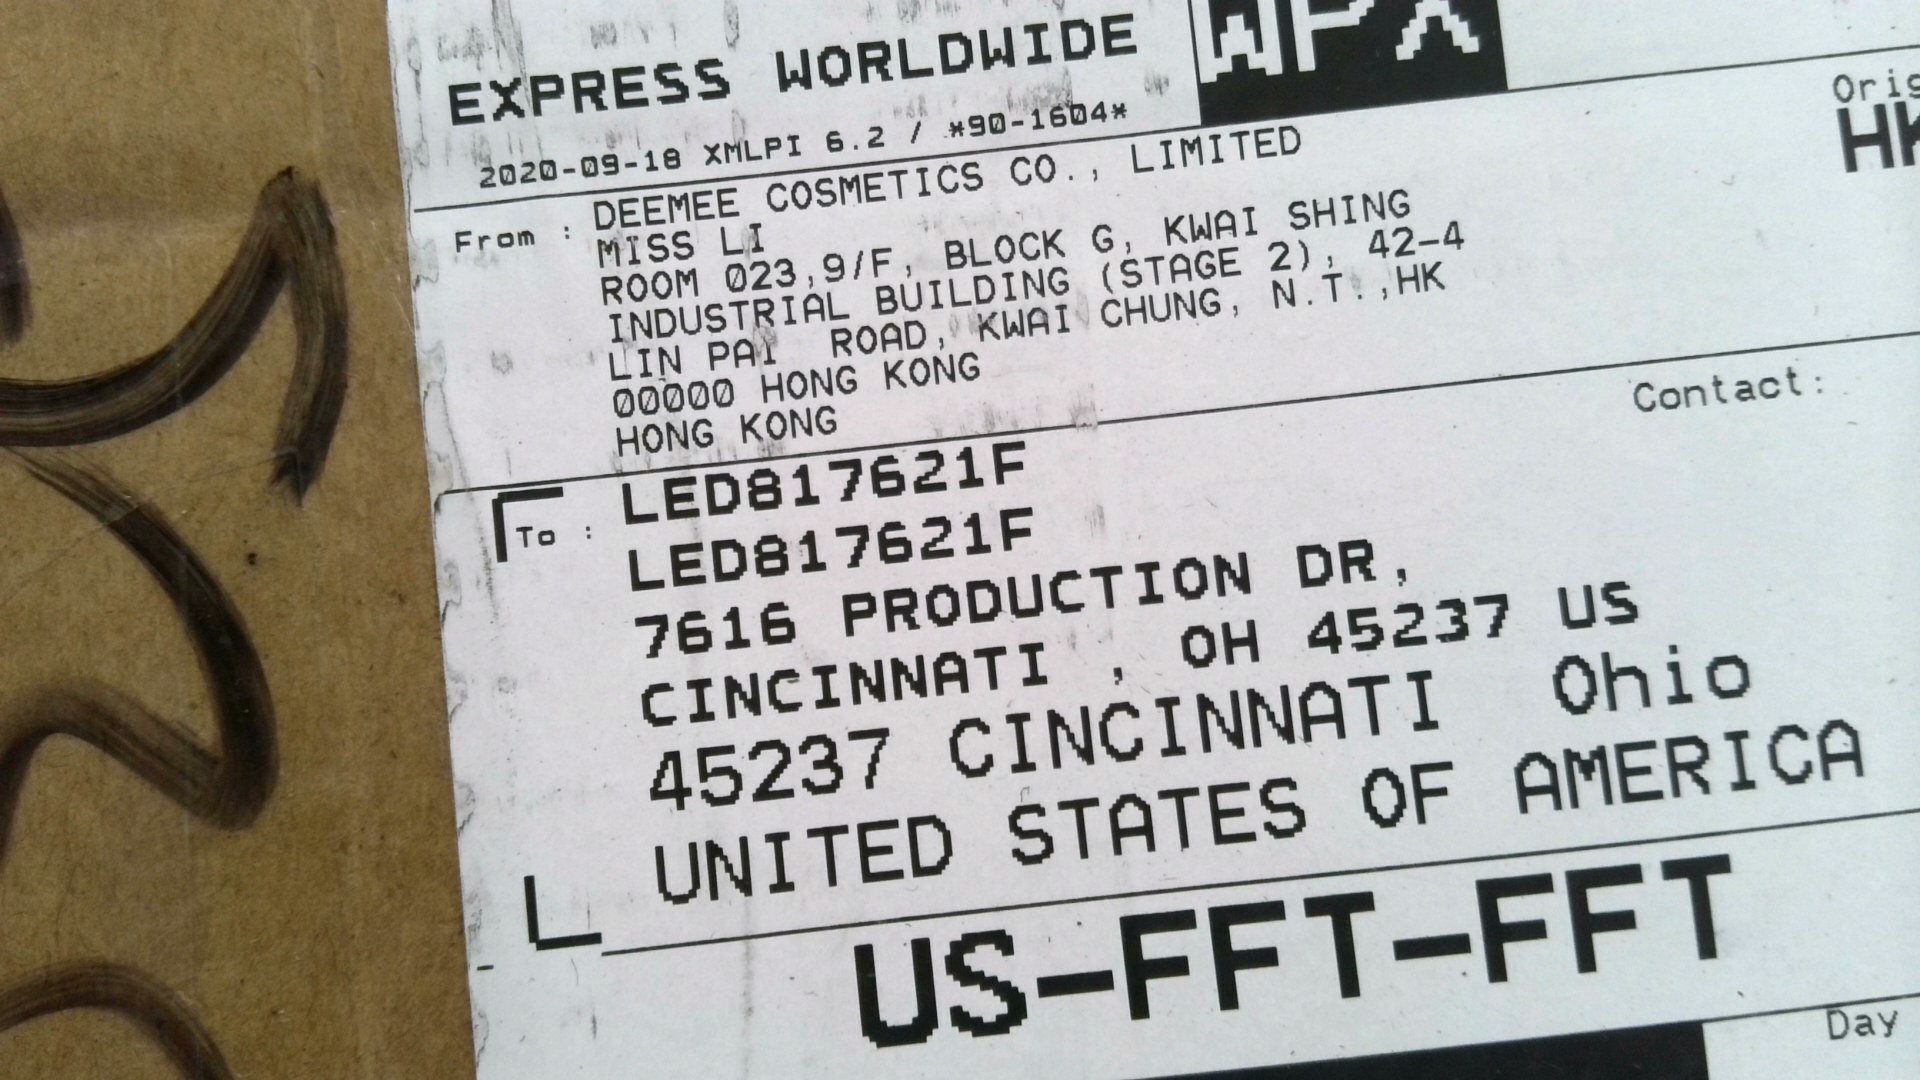 EXPRESS WORLDWIDE
WPX
2020-09-18 XMLPI 6.2 / *90-1604*
From : DEEMEE COSMETICS CO., LIMITED
MISS LI
ROOM 023,9/F, BLOCK G, KWAI SHING
INDUSTRIAL BUILDING (STAGE 2), 42-4
LIN PAI ROAD, KWAI CHUNG, N.T.,HK
00000 HONG KONG
HONG KONG
Contact:
To : LED817621F
LED817621F
7616 PRODUCTION DR,
CINCINNATI , OH 45237 US
45237 CINCINNATI Ohio
UNITED STATES OF AMERICA
US-FFT-FFT
Day